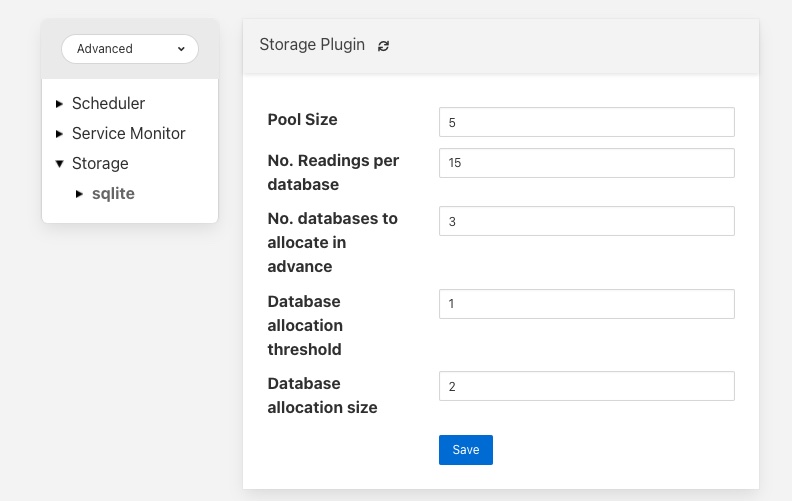 Advanced
Scheduler
Service Monitor
Storage
sqlite
Storage Plugin
Pool Size
5
No. Readings per
database
15
No. databases to
allocate in
advance
3
Database
allocation
threshold
1
Database
allocation size
2
Save